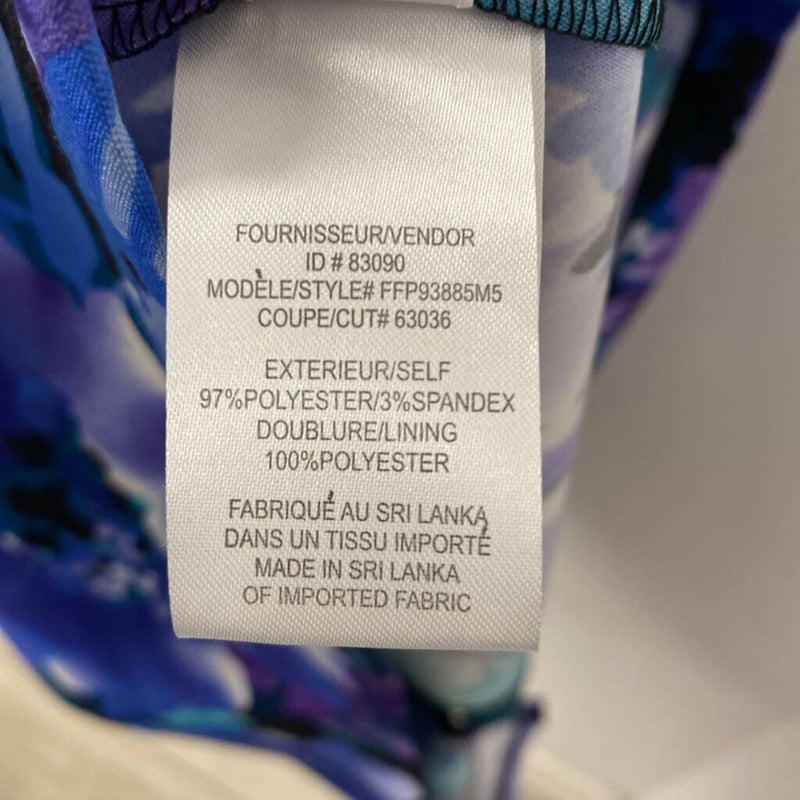 FOURNISSEUR/VENDOR
ID # 83090
MODÈLE/STYLE# FFP93885M5
COUPE/CUT# 63036
EXTERIEUR/SELF
97%POLYESTER/3%SPANDEX
DOUBLURE/LINING
100%POLYESTER
FABRIQUÉ AU SRI LANKA
DANS UN TISSU IMPORTÉ
MADE IN SRI LANKA
OF IMPORTED FABRIC